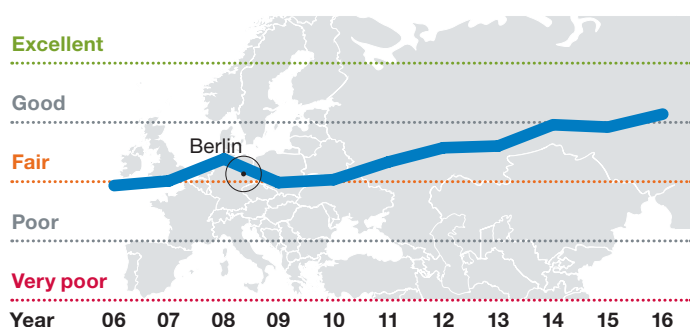 Excellent
Good
Berlin
Fair
Poor
Very poor
Year 06 07 08 09 10 11 12 13 14 15 16